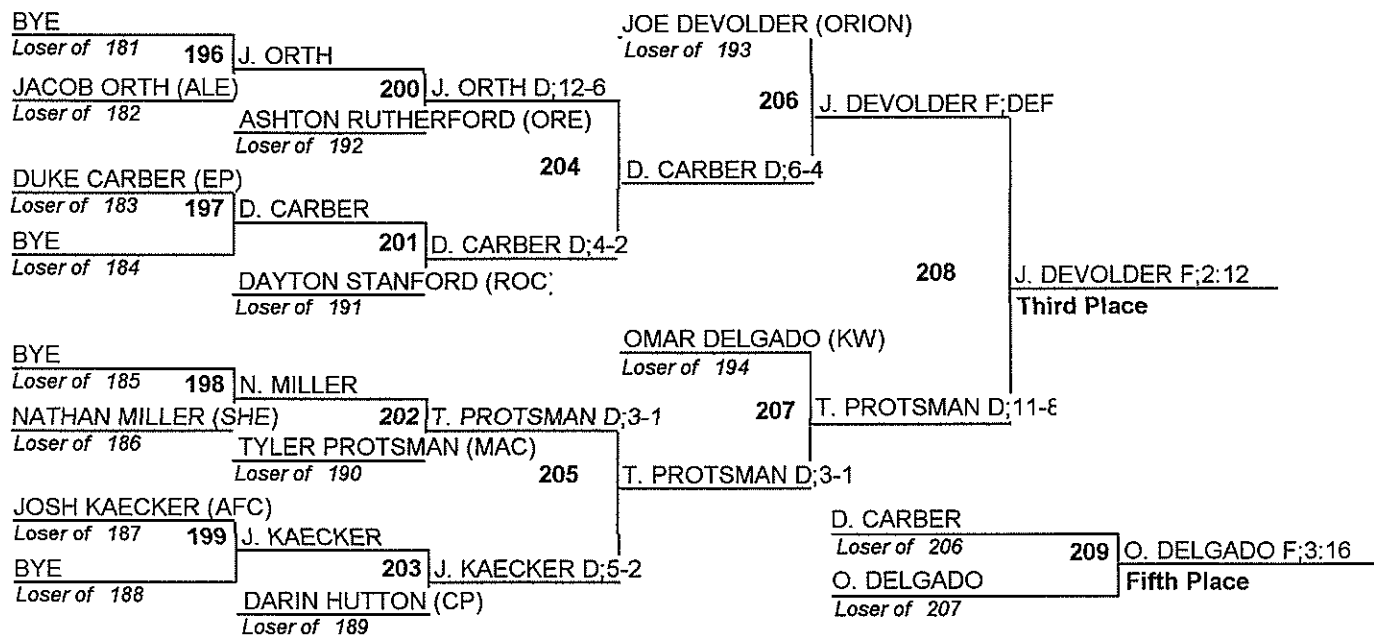 BYE
Loser of 181
196 J. ORTH
JACOB ORTH (ALE)
Loser of 182
200 J. ORTH D;12-6
ASHTON RUTHERFORD (ORE)
Loser of 192
DUKE CARBER (EP)
Loser of 183
197 D. CARBER
BYE
Loser of 184
201 D. CARBER D;4-2
DAYTON STANFORD (ROC)
Loser of 191
204 D. CARBER D;6-4
JOE DEVOLDER (ORION)
Loser of 193
206 J. DEVOLDER F;DEF
BYE
Loser of 185
198 N. MILLER
NATHAN MILLER (SHE)
Loser of 186
202 T. PROTSMAN D;3-1
TYLER PROTSMAN (MAC)
Loser of 190
JOSH KAECKER (AFC)
Loser of 187
199 J. KAECKER
BYE
Loser of 188
203 J. KAECKER D;5-2
DARIN HUTTON (CP)
Loser of 189
205 T. PROTSMAN D;3-1
OMAR DELGADO (KW)
Loser of 194
207 T. PROTSMAN D;11-8
208 J. DEVOLDER F;2:12
Third Place
D. CARBER
Loser of 206
209 O. DELGADO F;3:16
O. DELGADO
Loser of 207
Fifth Place